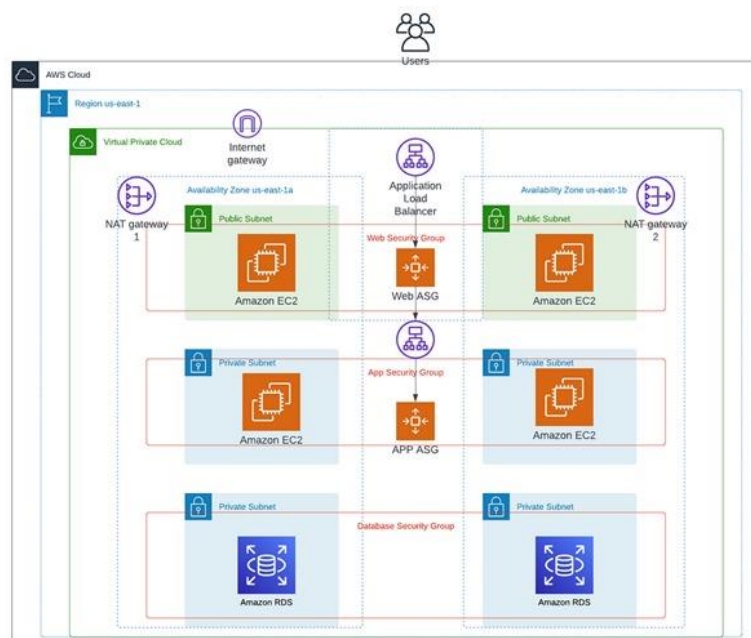 Users
AWS Cloud
Region us-east-1
Virtual Private Cloud
Internet
gateway
Availability Zone us-east-1a
Application
Load
Balancer
Availability Zone us-east-1b
NAT gateway
1
Public Subnet
Public Subnet
NAT gateway
2
Web Security Group
Amazon EC2
Web ASG
Amazon EC2
Private Subnet
Private Subnet
App Security Group
Amazon EC2
APP ASG
Amazon EC2
Private Subnet
Private Subnet
Database Security Group
Amazon RDS
Amazon RDS